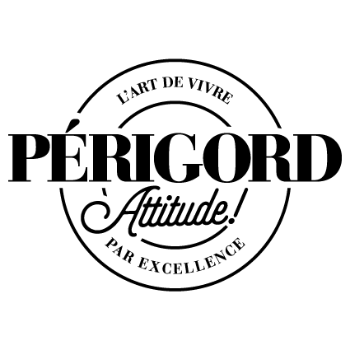 L'ART DE VIVRE
PÉRIGORD
Attitude!
PAR EXCELLENCE